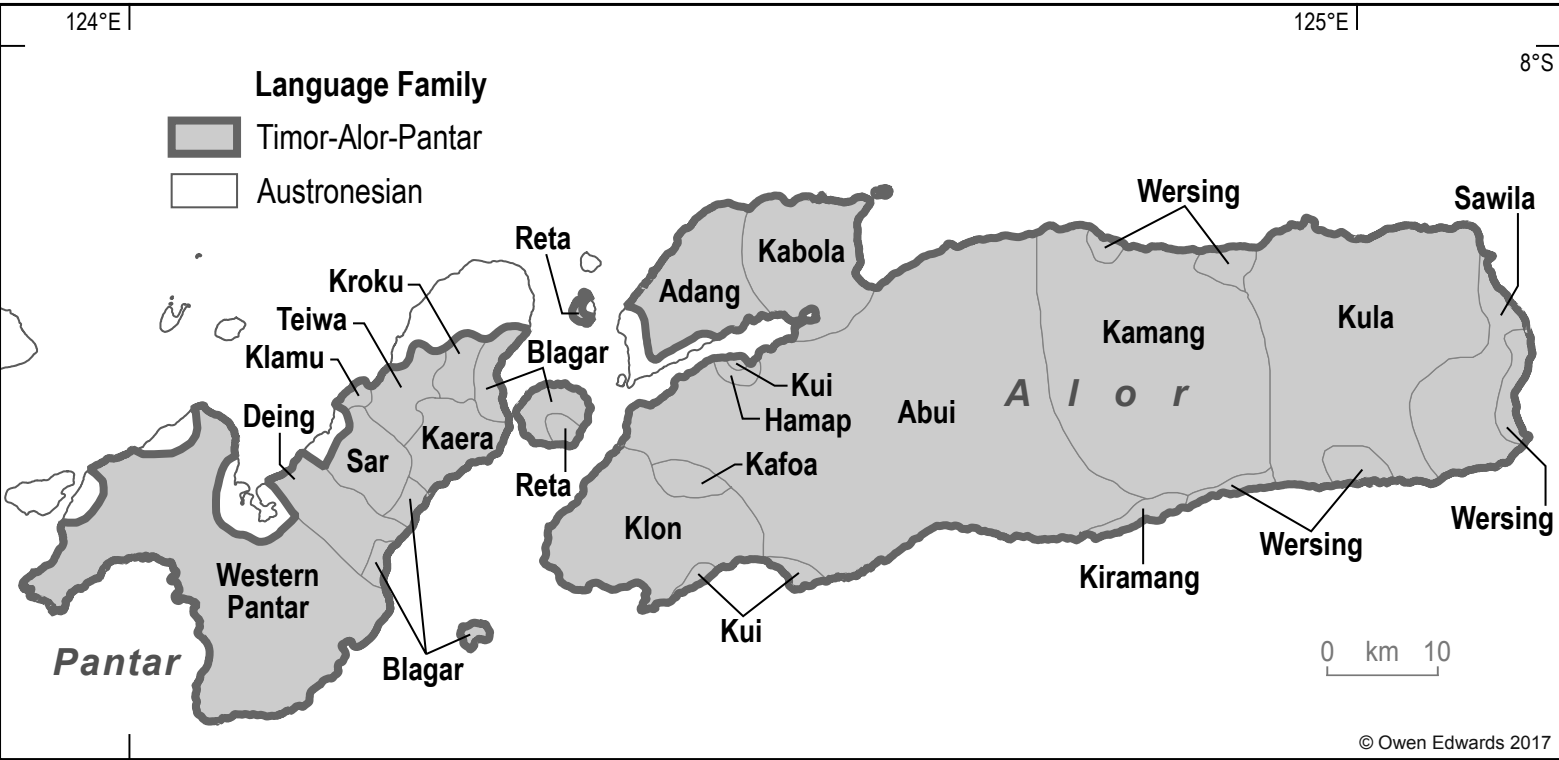 124°E
125°E
8°S
Language Family
Timor-Alor-Pantar
Austronesian
Wersing
Sawila
Reta
Kabola
Kroku
Adang
Teiwa
Kula
Kamang
Klamu
Blagar
Kui
Alor
Deing
Hamap
Abui
Kaera
Sar
Kafoa
Reta
Klon
Wersing
Wersing
Western
Pantar
Kiramang
Kui
Pantar
Blagar
0 km 10
© Owen Edwards 2017